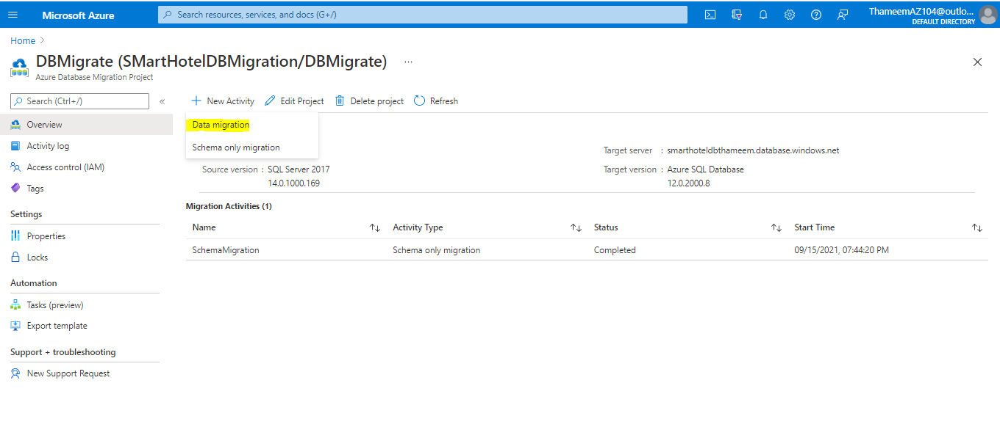 Microsoft Azure
Search resources, services, and docs (G+/)
ThameemAZ104@outlo...
DEFAULT DIRECTORY
Home
DBMigrate (SMartHotelDBMigration/DBMigrate)
...
Azure Database Migration Project
Search (Ctrl+/)
«
New Activity
Edit Project
Delete project
Refresh
Overview
Activity log
Access control (IAM)
Tags
Settings
Properties
Locks
Automation
Tasks (preview)
Export template
Support + troubleshooting
New Support Request
Data migration
Schema only migration
Target server : smarthoteldbthameem.database.windows.net
Source version : SQL Server 2017
14.0.1000.169
Target version : Azure SQL Database
12.0.2000.8
Migration Activities (1)
Name Activity Type Status Start Time
SchemaMigration Schema only migration Completed 09/15/2021, 07:44:20 PM